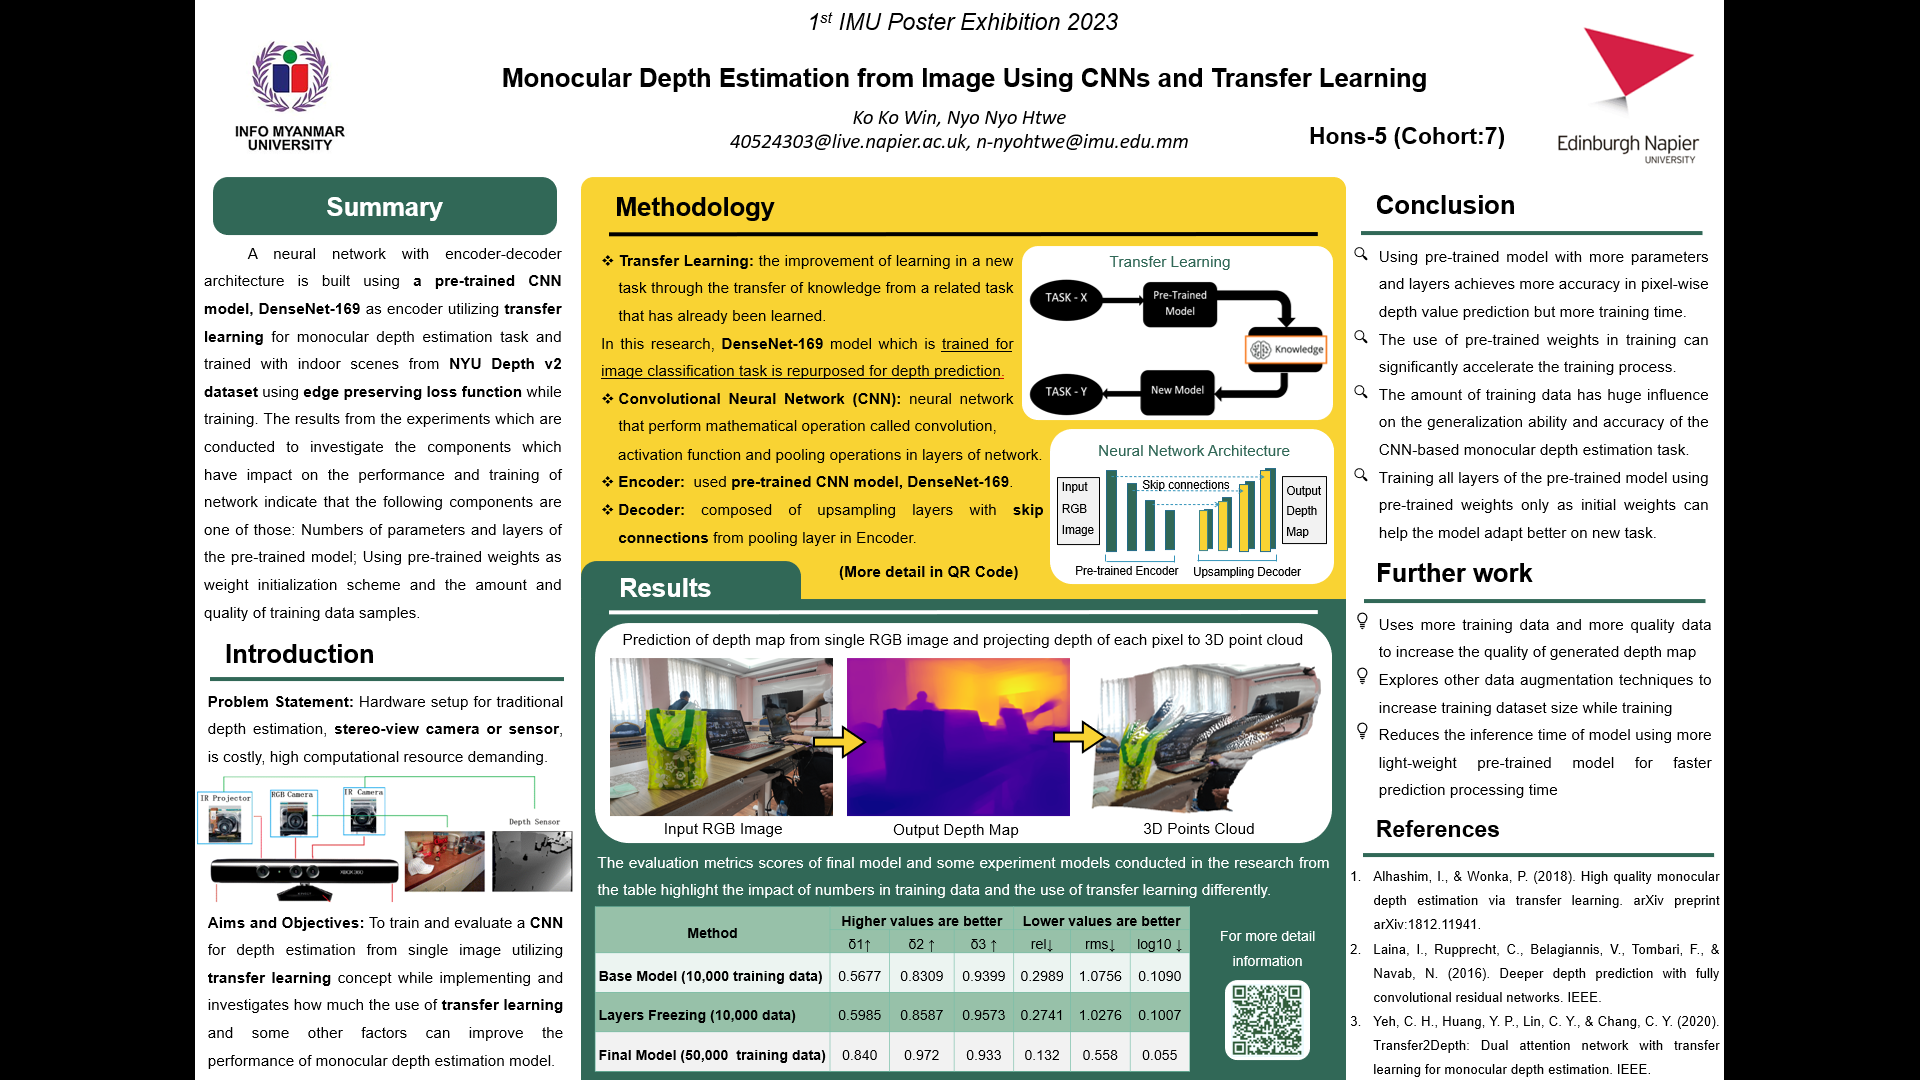 1st IMU Poster Exhibition 2023
Monocular Depth Estimation from Image Using CNNs and Transfer Learning
Ko Ko Win, Nyo Nyo Htwe
40524303@live.napier.ac.uk, n-nyohtwe@imu.edu.mm
Hons-5 (Cohort:7)
INFO MYANMAR
UNIVERSITY
Edinburgh Napier
UNIVERSITY
Summary
A neural network with encoder-decoder
architecture is built using a pre-trained CNN
model, DenseNet-169 as encoder utilizing transfer
learning for monocular depth estimation task and
trained with indoor scenes from NYU Depth v2
dataset using edge preserving loss function while
training. The results from the experiments which are
conducted to investigate the components which
have impact on the performance and training of
network indicate that the following components are
one of those: Numbers of parameters and layers of
the pre-trained model; Using pre-trained weights as
weight initialization scheme and the amount and
quality of training data samples.
Introduction
Problem Statement: Hardware setup for traditional
depth estimation, stereo-view camera or sensor,
is costly, high computational resource demanding.
IR Projector
RGB Camera
IR Camera
Depth Sensor
XBOX 360
Aims and Objectives: To train and evaluate a CNN
for depth estimation from single image utilizing
transfer learning concept while implementing and
investigates how much the use of transfer learning
and some other factors can improve the
performance of monocular depth estimation model.
Methodology
❖ Transfer Learning: the improvement of learning in a new
task through the transfer of knowledge from a related task
that has already been learned.
In this research, DenseNet-169 model which is trained for
image classification task is repurposed for depth prediction.
❖ Convolutional Neural Network (CNN): neural network
that perform mathematical operation called convolution,
activation function and pooling operations in layers of network.
❖ Encoder: used pre-trained CNN model, DenseNet-169.
❖ Decoder: composed of upsampling layers with skip
connections from pooling layer in Encoder.
(More detail in QR Code)
Transfer Learning
TASK - X
Pre-Trained
Model
Knowledge
TASK - Y
New Model
Neural Network Architecture
Input
RGB
Image
Skip connections
Output
Depth
Map
Pre-trained Encoder
Upsampling Decoder
Results
Prediction of depth map from single RGB image and projecting depth of each pixel to 3D point cloud
Input RGB Image
Output Depth Map
3D Points Cloud
The evaluation metrics scores of final model and some experiment models conducted in the research from
the table highlight the impact of numbers in training data and the use of transfer learning differently.
Method Higher values are better Lower values are better
δ1↑ δ2 ↑ δ3 ↑ rel↓ rms↓ log10 ↓
Base Model (10,000 training data) 0.5677 0.8309 0.9399 0.2989 1.0756 0.1090
Layers Freezing (10,000 data) 0.5985 0.8587 0.9573 0.2741 1.0276 0.1007
Final Model (50,000 training data) 0.840 0.972 0.933 0.132 0.558 0.055
For more detail
information
Conclusion
Using pre-trained model with more parameters
and layers achieves more accuracy in pixel-wise
depth value prediction but more training time.
The use of pre-trained weights in training can
significantly accelerate the training process.
The amount of training data has huge influence
on the generalization ability and accuracy of the
CNN-based monocular depth estimation task.
Training all layers of the pre-trained model using
pre-trained weights only as initial weights can
help the model adapt better on new task.
Further work
Uses more training data and more quality data
to increase the quality of generated depth map
Explores other data augmentation techniques to
increase training dataset size while training
Reduces the inference time of model using more
light-weight pre-trained model for faster
prediction processing time
References
1. Alhashim, I., & Wonka, P. (2018). High quality monocular
depth estimation via transfer learning. arXiv preprint
arXiv:1812.11941.
2. Laina, I., Rupprecht, C., Belagiannis, V., Tombari, F., &
Navab, N. (2016). Deeper depth prediction with fully
convolutional residual networks. IEEE.
3. Yeh, C. H., Huang, Y. P., Lin, C. Y., & Chang, C. Y. (2020).
Transfer2Depth: Dual attention network with transfer
learning for monocular depth estimation. IEEE.